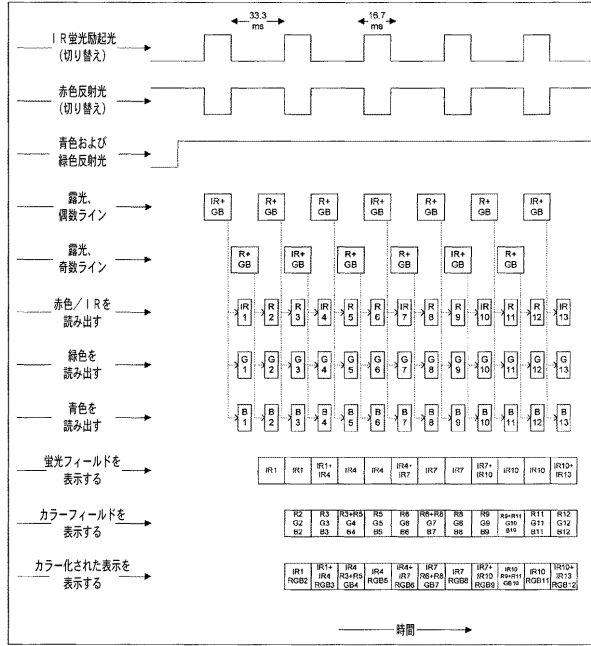 33.3
ms
16.7
ms
IR蛍光励起光
(切り替え)
赤色反射光
(切り替え)
青色および
緑色反射光
露光、
偶数ライン
IR+
GB
R+
GB
R+
GB
IR+
GB
R+
GB
R+
GB
IR+
GB
露光、
奇数ライン
R+
GB
IR+
GB
R+
GB
R+
GB
IR+
GB
R+
GB
赤色/IRを
読み出す
IR
1
R
2
R
3
IR
4
R
5
R
6
IR
7
R
8
R
9
IR
10
R
11
R
12
IR
13
緑色を
読み出す
G
1
G
2
G
3
G
4
G
5
G
6
G
7
G
8
G
9
G
10
G
11
G
12
G
13
青色を
読み出す
B
1
B
2
B
3
B
4
B
5
B
6
B
7
B
8
B
9
B
10
B
11
B
12
B
13
蛍光フィールドを
表示する
IR1
IR1
IR1+
IR4
IR4
IR4
IR4+
IR7
IR7
IR7
IR7+
IR10
IR10
IR10
IR10+
IR13
カラーフィールドを
表示する
R2
G2
B2
R3
G3
B3
R3+R5
G4
B4
R5
G5
B5
R6
G6
B6
R6+R8
G7
B7
R8
G8
B8
R9
G9
B9
R9+R11
G10
B10
R11
G11
B11
R12
G12
B12
カラー化された表示を
表示する
IR1
RGB2
IR1+
IR4
RGB3
IR4
R3+R5
GB4
IR4
RGB5
IR4+
IR7
RGB6
IR7
R6+R8
GB7
IR7
RGB8
IR7+
IR10
RGB9
IR10
R9+R11
GB10
IR10
RGB11
IR10+
IR13
RGB12
時間